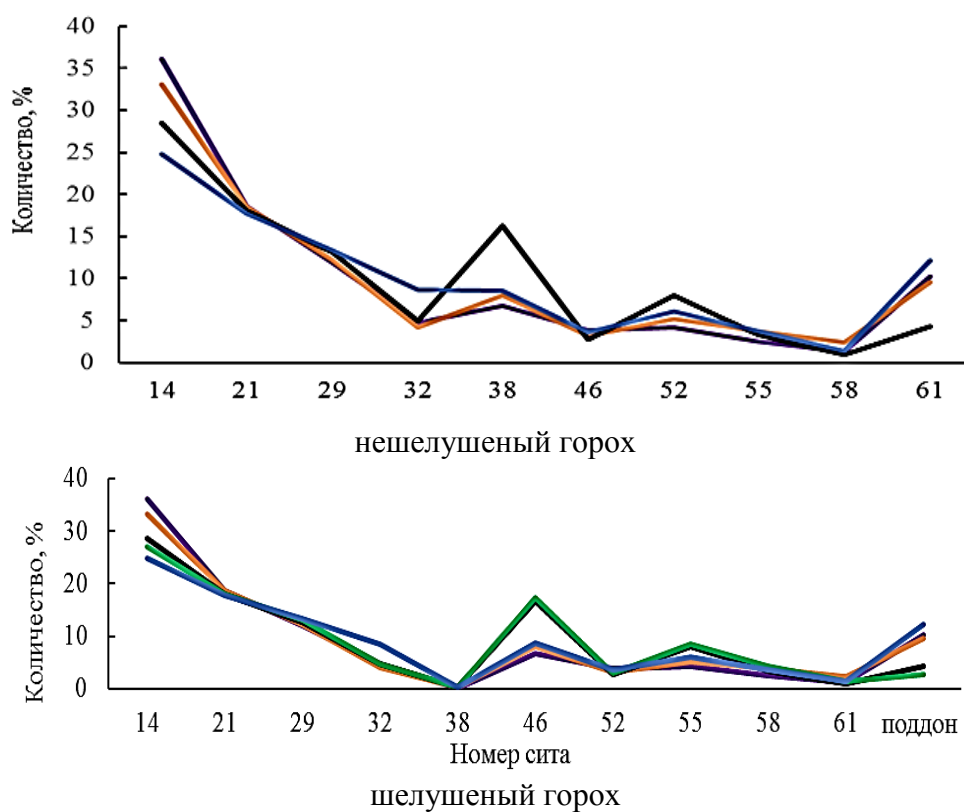 40
35
30
25
20
15
10
5
0
Количество, %
14 21 29 32 38 46 52 55 58 61
нешелушеный горох
40
30
20
10
0
Количество, %
14 21 29 32 38 46 52 55 58 61 поддон
Номер сита
шелушеный горох